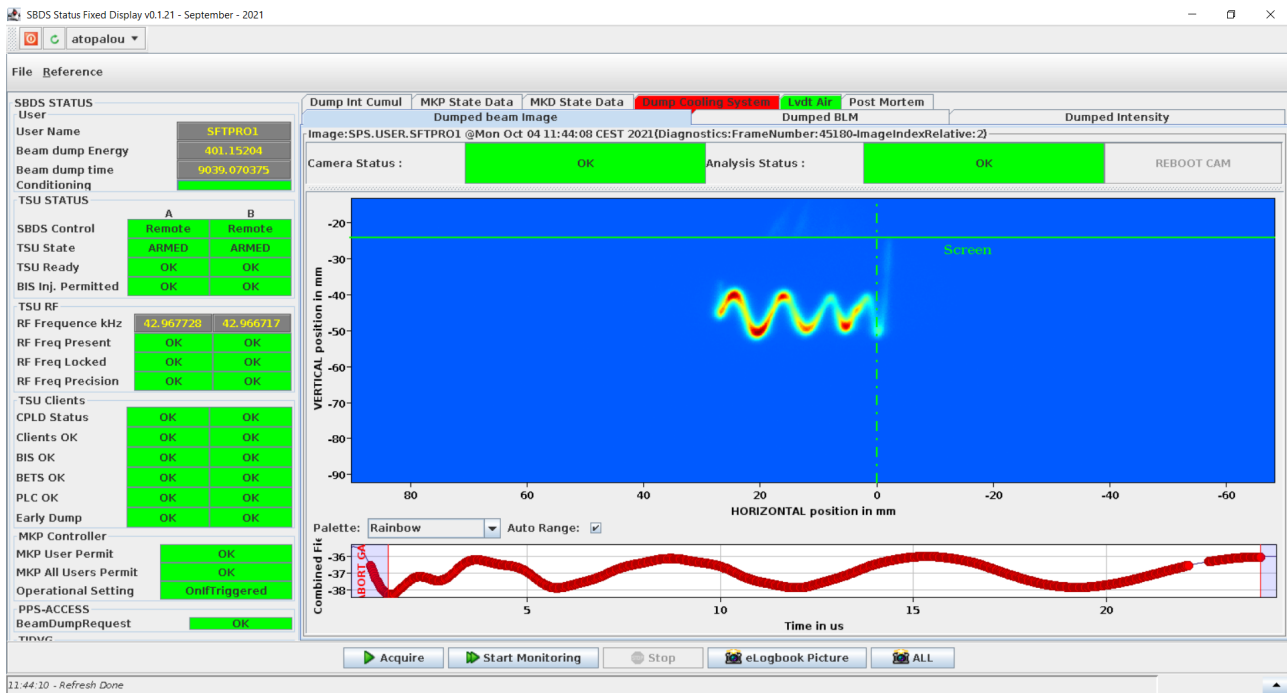 SBDS Status Fixed Display v0.1.21 - September - 2021
atopalou
File Reference
SBDS STATUS
User
User Name SFTPRO1
Beam dump Energy 401.15204
Beam dump time 9039.070375
Conditioning
TSU STATUS
A B
SBDS Control Remote Remote
TSU State ARMED ARMED
TSU Ready OK OK
BIS Inj. Permitted OK OK
TSU RF
RF Frequence kHz 42.967728 42.966717
RF Freq Present OK OK
RF Freq Locked OK OK
RF Freq Precision OK OK
TSU Clients
CPLD Status OK OK
Clients OK OK OK
BIS OK OK OK
BETS OK OK OK
PLC OK OK OK
Early Dump OK OK
MKP Controller
MKP User Permit OK
MKP All Users Permit OK
Operational Setting OnIfTriggered
PPS-ACCESS
BeamDumpRequest OK
Dump Int Cumul MKP State Data MKD State Data Dump Cooling System Lvdt Air Post Mortem
Dumped beam Image Dumped BLM Dumped Intensity
Image:SPS.USER.SFTPRO1 @Mon Oct 04 11:44:08 CEST 2021(Diagnostics:FrameNumber:45180-ImageIndexRelative:2)
Camera Status : OK Analysis Status : OK REBOOT CAM
VERTICAL position in mm
-20
-30
-40
-50
-60
-70
-80
-90
Screen
80 60 40 20 0 -20 -40 -60
HORIZONTAL position in mm
Palette: Rainbow Auto Range:
-36
-37
-38
5 10 15 20
Time in us
Acquire Start Monitoring Stop eLogbook Picture ALL
11:44:10 - Refresh Done